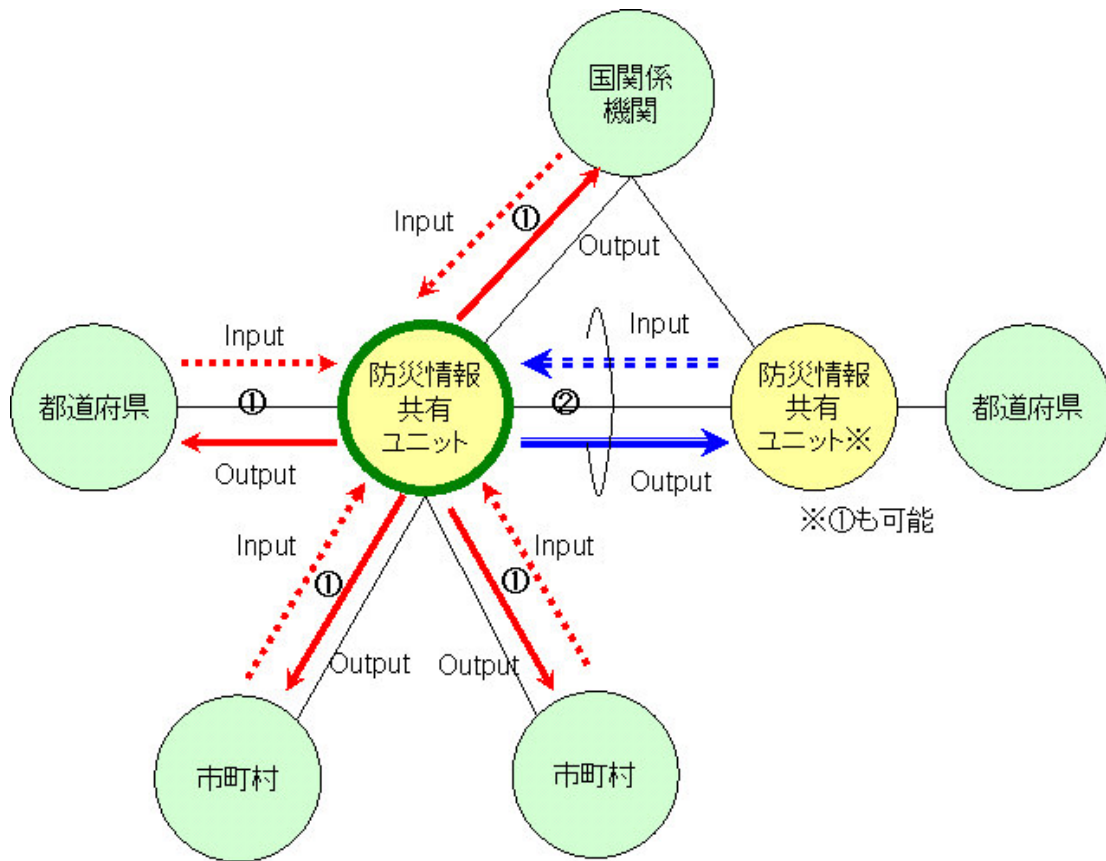 国関係
機関
Input
①
Output
Input
Input
都道府県
①
防災情報
共有
ユニット
②
防災情報
共有
ユニット※
都道府県
Output
Output
※①も可能
Input
①
①
Input
Output
Output
市町村
市町村